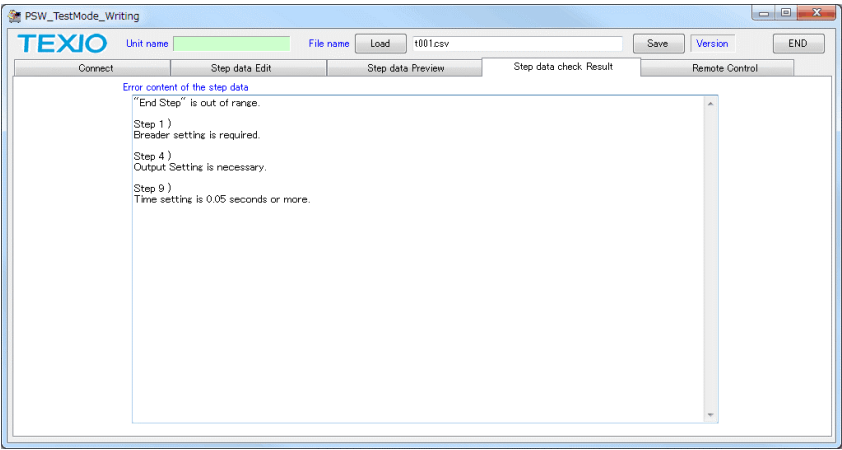 PSW_TestMode_Writing
TEXIO Unit name File name Load t001.csv Save Version END
Connect Step data Edit Step data Preview Step data check Result Remote Control
Error content of the step data
"End Step" is out of range.
Step 1 )
Breader setting is required.
Step 4 )
Output Setting is necessary.
Step 9 )
Time setting is 0.05 seconds or more.